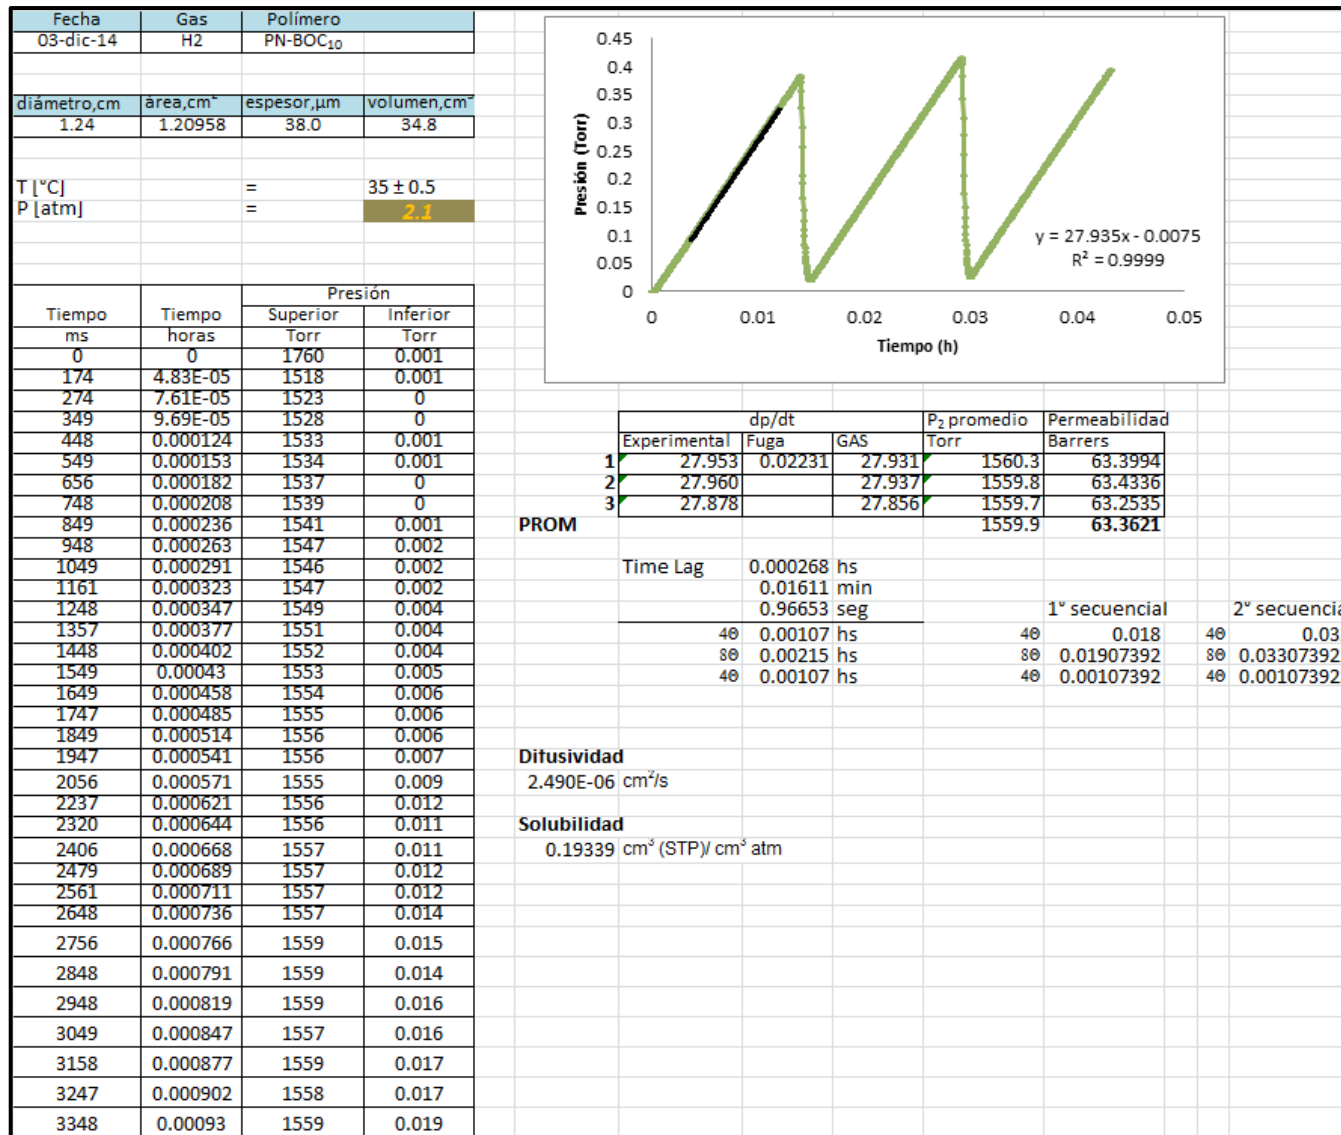 Fecha Gas Polímero
03-dic-14 H2 PN-BOC₁₀
diámetro,cm área,cm² espesor,μm volumen,cm³
1.24 1.20958 38.0 34.8
T [°C] = 35 ± 0.5
P [atm] = 2.1
Presión
Tiempo Tiempo Superior Inferior
ms horas Torr Torr
0 0 1760 0.001
174 4.83E-05 1518 0.001
274 7.61E-05 1523 0
349 9.69E-05 1528 0
448 0.000124 1533 0.001
549 0.000153 1534 0.001
656 0.000182 1537 0
748 0.000208 1539 0
849 0.000236 1541 0.001
948 0.000263 1547 0.002
1049 0.000291 1546 0.002
1161 0.000323 1547 0.002
1248 0.000347 1549 0.004
1357 0.000377 1551 0.004
1448 0.000402 1552 0.004
1549 0.00043 1553 0.005
1649 0.000458 1554 0.006
1747 0.000485 1555 0.006
1849 0.000514 1556 0.006
1947 0.000541 1556 0.007
2056 0.000571 1555 0.009
2237 0.000621 1556 0.012
2320 0.000644 1556 0.011
2406 0.000668 1557 0.011
2479 0.000689 1557 0.012
2561 0.000711 1557 0.012
2648 0.000736 1557 0.014
2756 0.000766 1559 0.015
2848 0.000791 1559 0.014
2948 0.000819 1559 0.016
3049 0.000847 1557 0.016
3158 0.000877 1559 0.017
3247 0.000902 1558 0.017
3348 0.00093 1559 0.019
Presión (Torr)
0.45
0.4
0.35
0.3
0.25
0.2
0.15
0.1
0.05
0
y = 27.935x - 0.0075
R² = 0.9999
0 0.01 0.02 0.03 0.04 0.05
Tiempo (h)
dp/dt P₂ promedio Permeabilidad
Experimental Fuga GAS Torr Barrers
1 27.953 0.02231 27.931 1560.3 63.3994
2 27.960 27.937 1559.8 63.4336
3 27.878 27.856 1559.7 63.2535
PROM 1559.9 63.3621
Time Lag 0.000268 hs
0.01611 min
0.96653 seg 1° secuencial 2° secuencia
4Θ 0.00107 hs 4Θ 0.018 4Θ 0.03
8Θ 0.00215 hs 8Θ 0.01907392 8Θ 0.03307392
4Θ 0.00107 hs 4Θ 0.00107392 4Θ 0.00107392
Difusividad
2.490E-06 cm²/s
Solubilidad
0.19339 cm³ (STP)/ cm³ atm